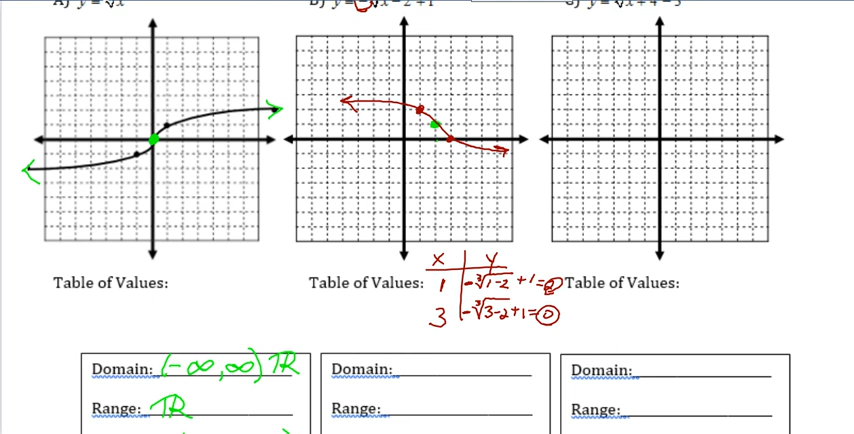 X | Y
1 | -∛1-2 +1=2
Table of Values: Table of Values: Table of Values:
3 | -∛3-2+1=0
Domain: (-∞,∞) ℝ Domain: Domain:
Range: ℝ Range: Range: